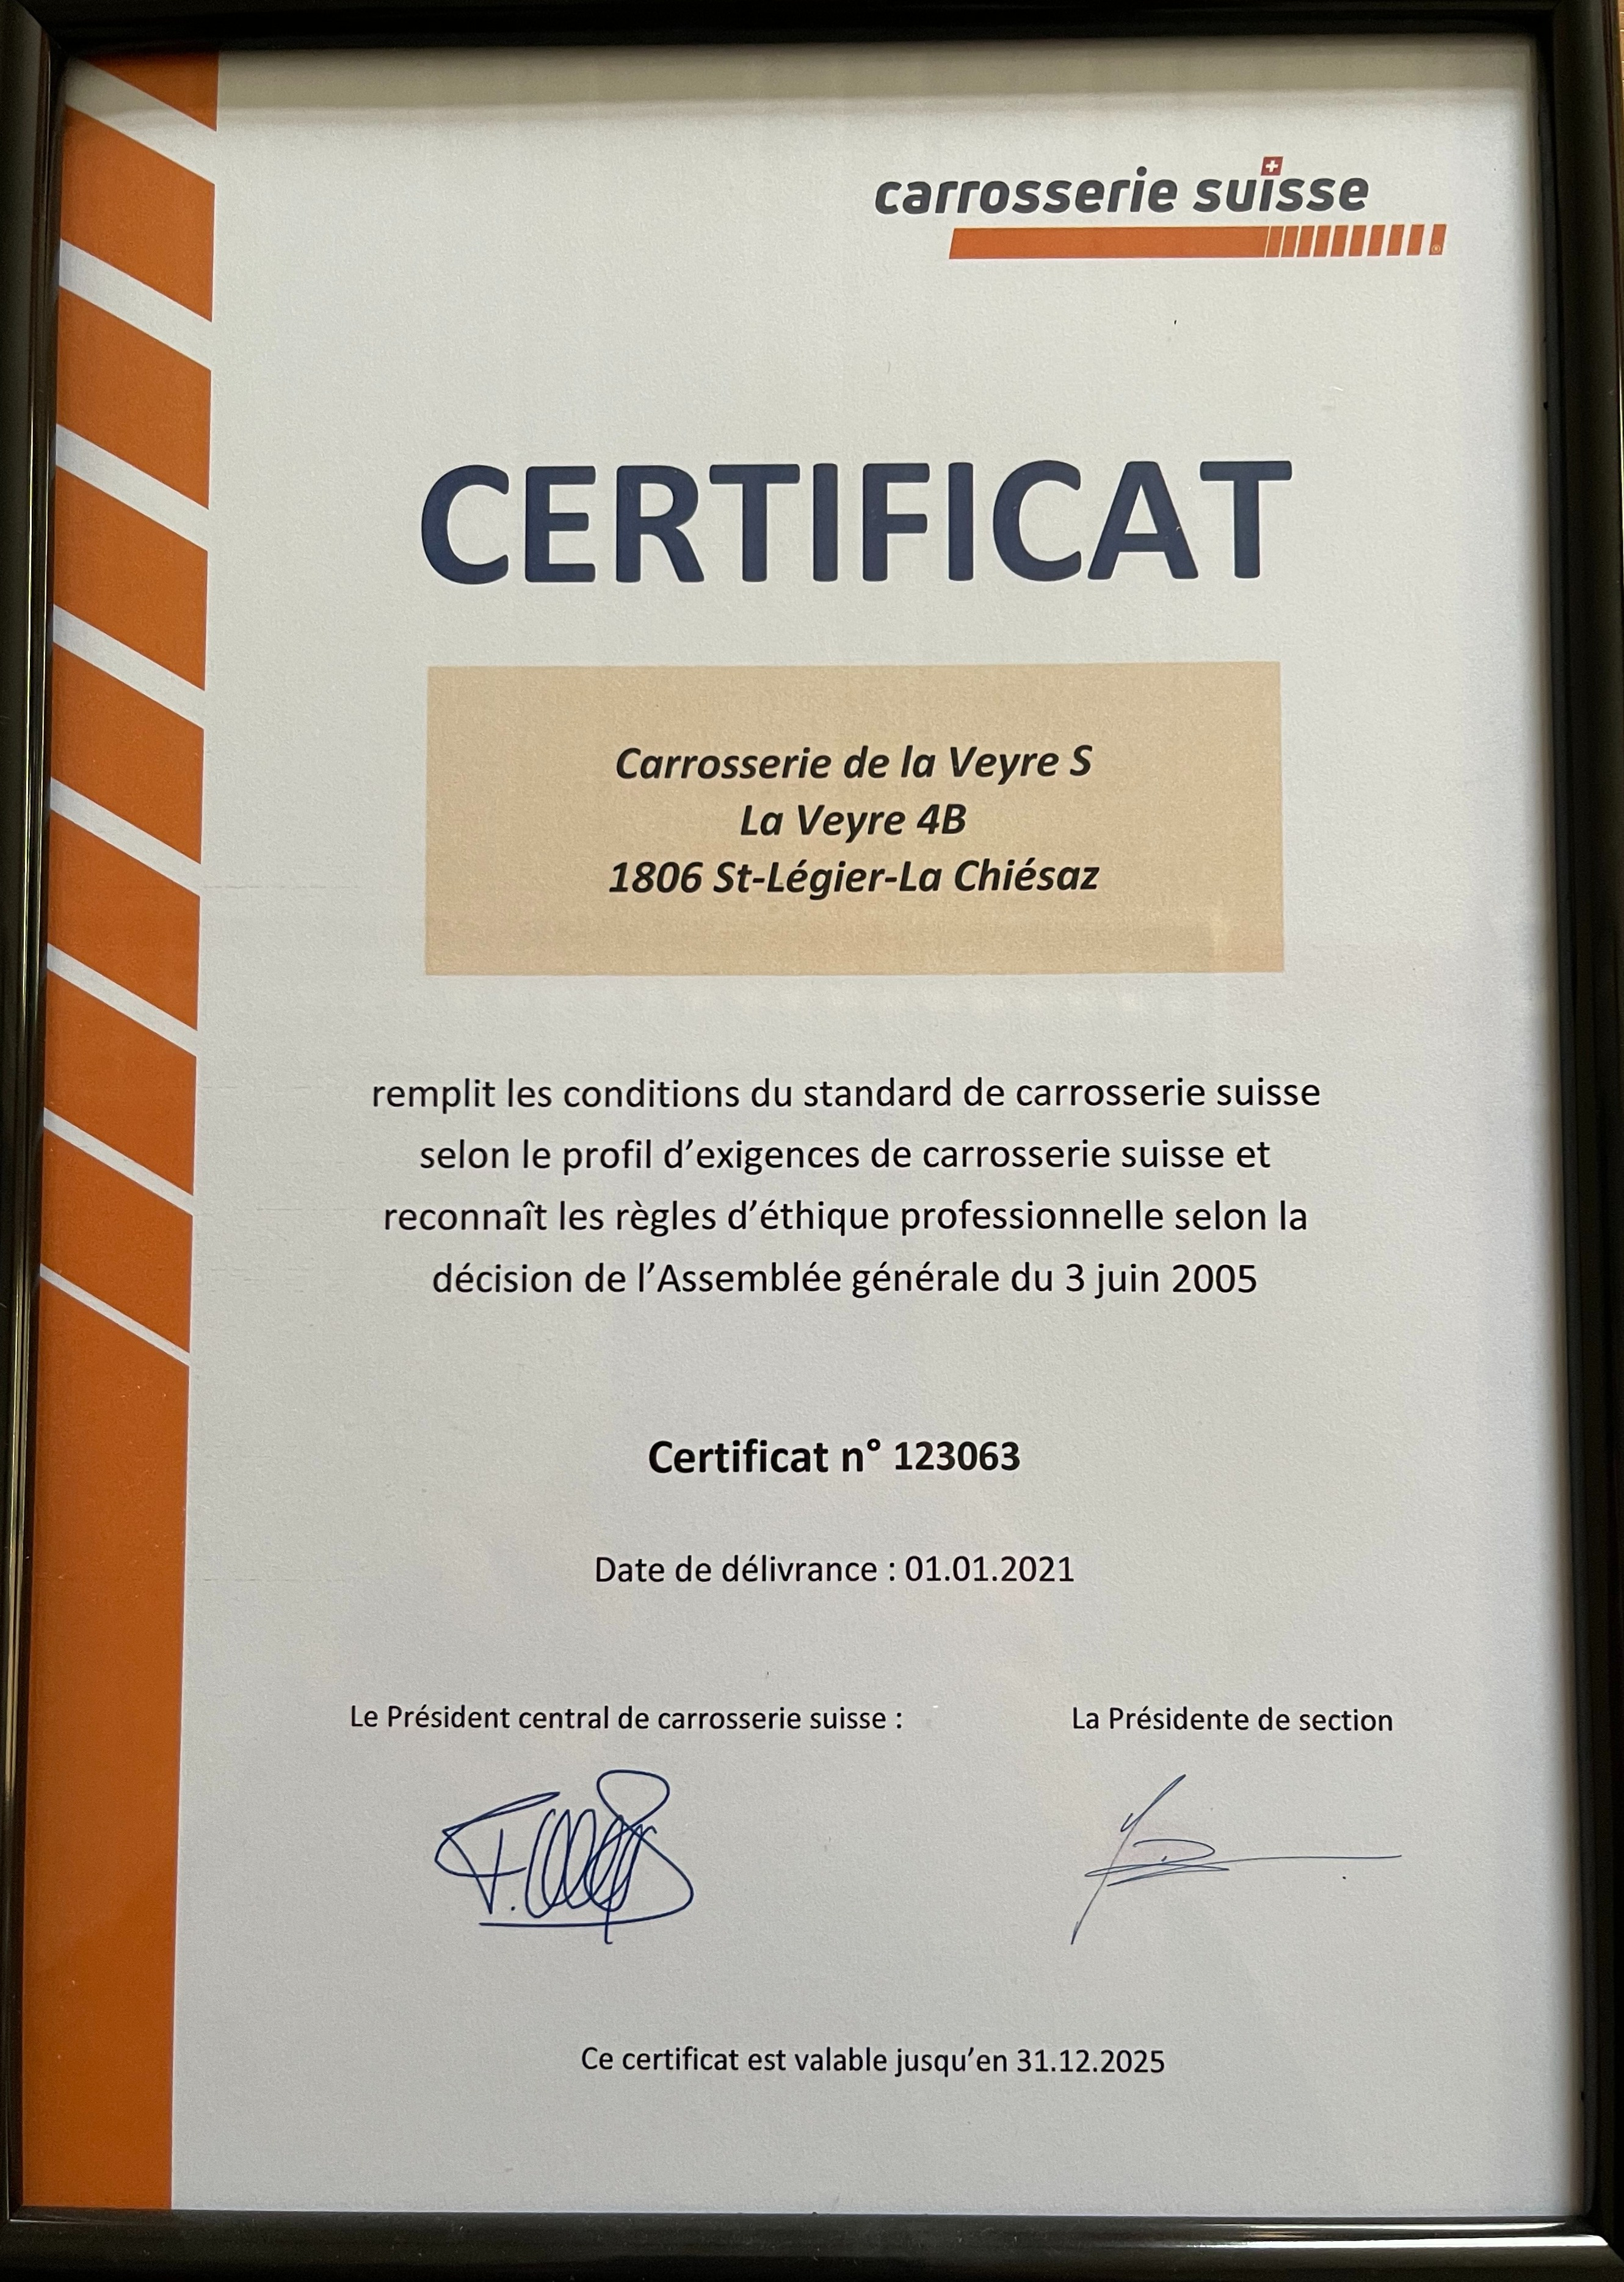 carrosserie suisse
CERTIFICAT
Carrosserie de la Veyre S
La Veyre 4B
1806 St-Légier-La Chiésaz
remplit les conditions du standard de carrosserie suisse
selon le profil d’exigences de carrosserie suisse et
reconnaît les règles d’éthique professionnelle selon la
décision de l’Assemblée générale du 3 juin 2005
Certificat n° 123063
Date de délivrance : 01.01.2021
Le Président central de carrosserie suisse :
La Présidente de section
Ce certificat est valable jusqu’en 31.12.2025